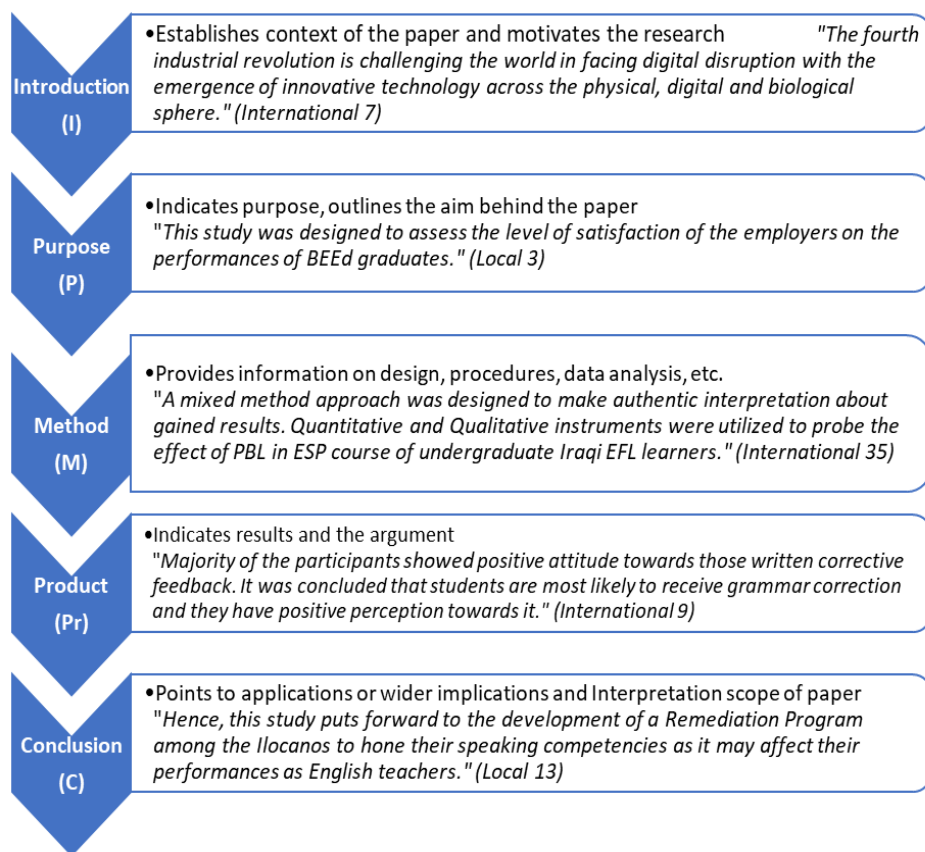 Introduction
(I)
•Establishes context of the paper and motivates the research "The fourth
industrial revolution is challenging the world in facing digital disruption with the
emergence of innovative technology across the physical, digital and biological
sphere." (International 7)
Purpose
(P)
•Indicates purpose, outlines the aim behind the paper
"This study was designed to assess the level of satisfaction of the employers on the
performances of BEEd graduates." (Local 3)
Method
(M)
•Provides information on design, procedures, data analysis, etc.
"A mixed method approach was designed to make authentic interpretation about
gained results. Quantitative and Qualitative instruments were utilized to probe the
effect of PBL in ESP course of undergraduate Iraqi EFL learners." (International 35)
Product
(Pr)
•Indicates results and the argument
"Majority of the participants showed positive attitude towards those written corrective
feedback. It was concluded that students are most likely to receive grammar correction
and they have positive perception towards it." (International 9)
Conclusion
(C)
•Points to applications or wider implications and Interpretation scope of paper
"Hence, this study puts forward to the development of a Remediation Program
among the Ilocanos to hone their speaking competencies as it may affect their
performances as English teachers." (Local 13)